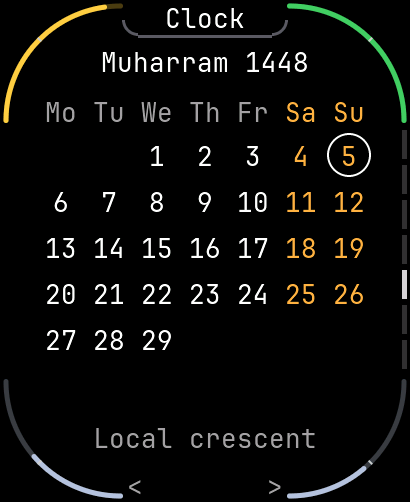 Clock
Muharram 1448
Mo Tu We Th Fr Sa Su
1 2 3 4 5
6 7 8 9 10 11 12
13 14 15 16 17 18 19
20 21 22 23 24 25 26
27 28 29
Local crescent
< >